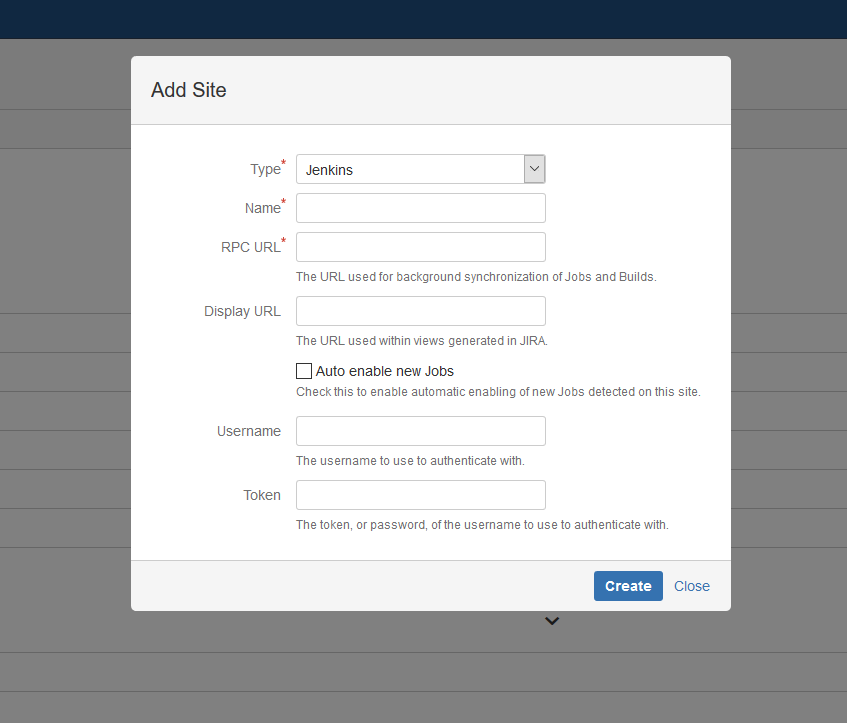 Add Site
Type*
Jenkins
Name*
RPC URL*
The URL used for background synchronization of Jobs and Builds.
Display URL
The URL used within views generated in JIRA.
Auto enable new Jobs
Check this to enable automatic enabling of new Jobs detected on this site.
Username
The username to use to authenticate with.
Token
The token, or password, of the username to use to authenticate with.
Create Close